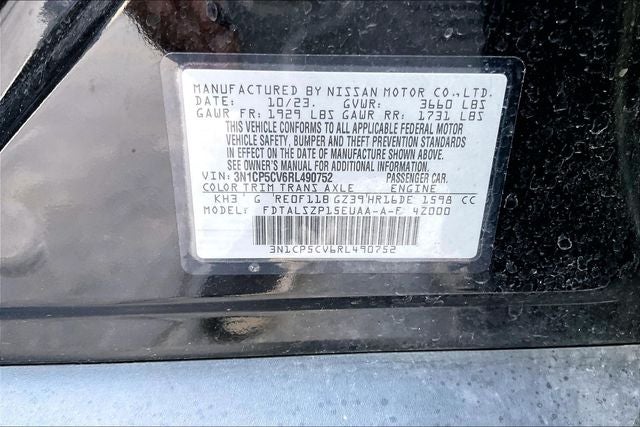 MANUFACTURED BY NISSAN MOTOR CO., LTD.
DATE: 10/23. GVWR: 3660 LBS
GAWR FR: 1929 LBS GAWR RR: 1731 LBS
THIS VEHICLE CONFORMS TO ALL APPLICABLE FEDERAL MOTOR
VEHICLE SAFETY, BUMPER AND THEFT PREVENTION STANDARDS
IN EFFECT ON THE DATE OF MANUFACTURE SHOWN ABOVE.
SEE OWNER'S MANUAL FOR ADDITIONAL INFORMATION.
VIN: 3N1CP5CV6RL490752 PASSENGER CAR.
COLOR TRIM TRANS AXLE ENGINE
KH3 G RE0F11B GZ39 HR16DE 1598 CC
MODEL: FDTALSZP15EUAA-A-F 4Z000
3N1CP5CV6RL490752